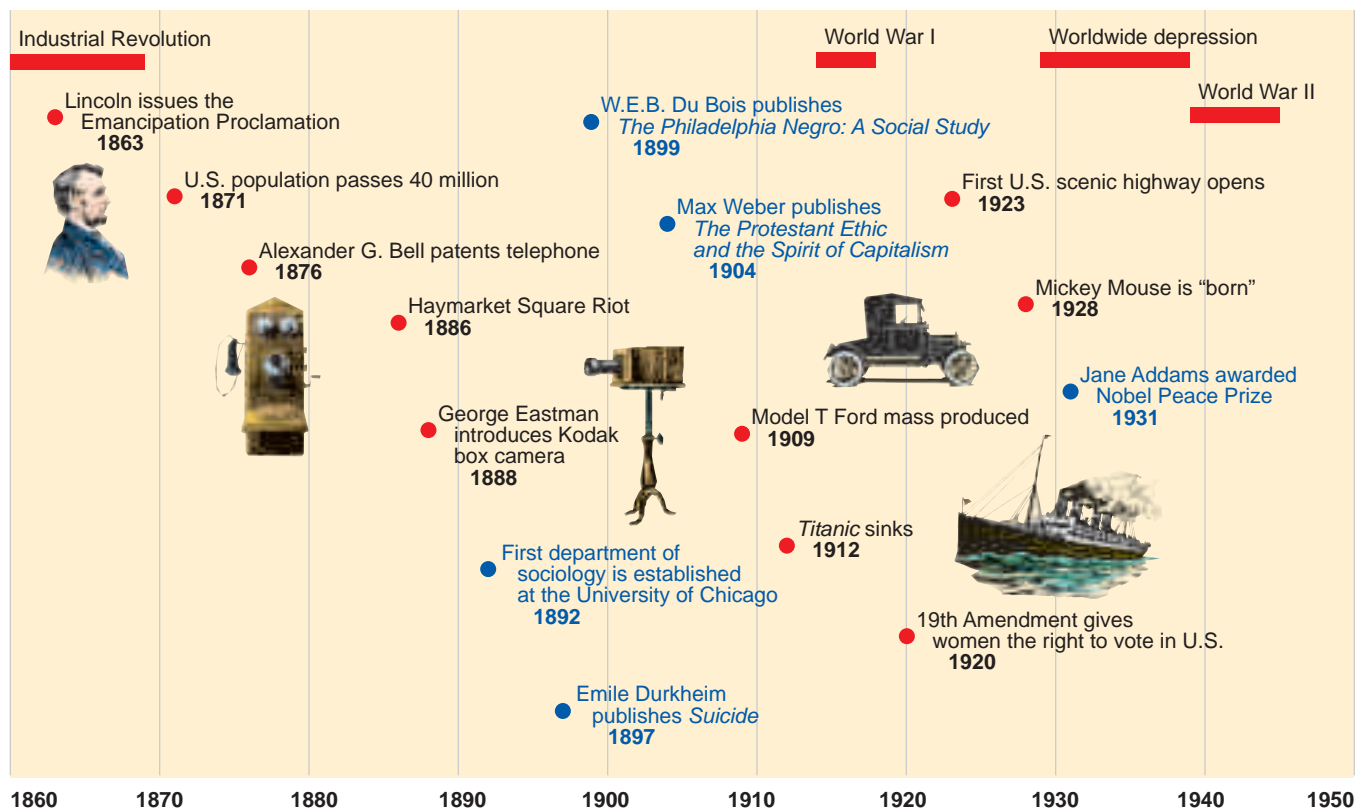 Industrial Revolution
World War I
Worldwide depression
World War II
Lincoln issues the
Emancipation Proclamation
1863
W.E.B. Du Bois publishes
The Philadelphia Negro: A Social Study
1899
U.S. population passes 40 million
1871
First U.S. scenic highway opens
1923
Max Weber publishes
The Protestant Ethic
and the Spirit of Capitalism
1904
Alexander G. Bell patents telephone
1876
Mickey Mouse is “born”
1928
Haymarket Square Riot
1886
Jane Addams awarded
Nobel Peace Prize
1931
George Eastman
introduces Kodak
box camera
1888
Model T Ford mass produced
1909
Titanic sinks
1912
First department of
sociology is established
at the University of Chicago
1892
19th Amendment gives
women the right to vote in U.S.
1920
Emile Durkheim
publishes Suicide
1897
1860 1870 1880 1890 1900 1910 1920 1930 1940 1950